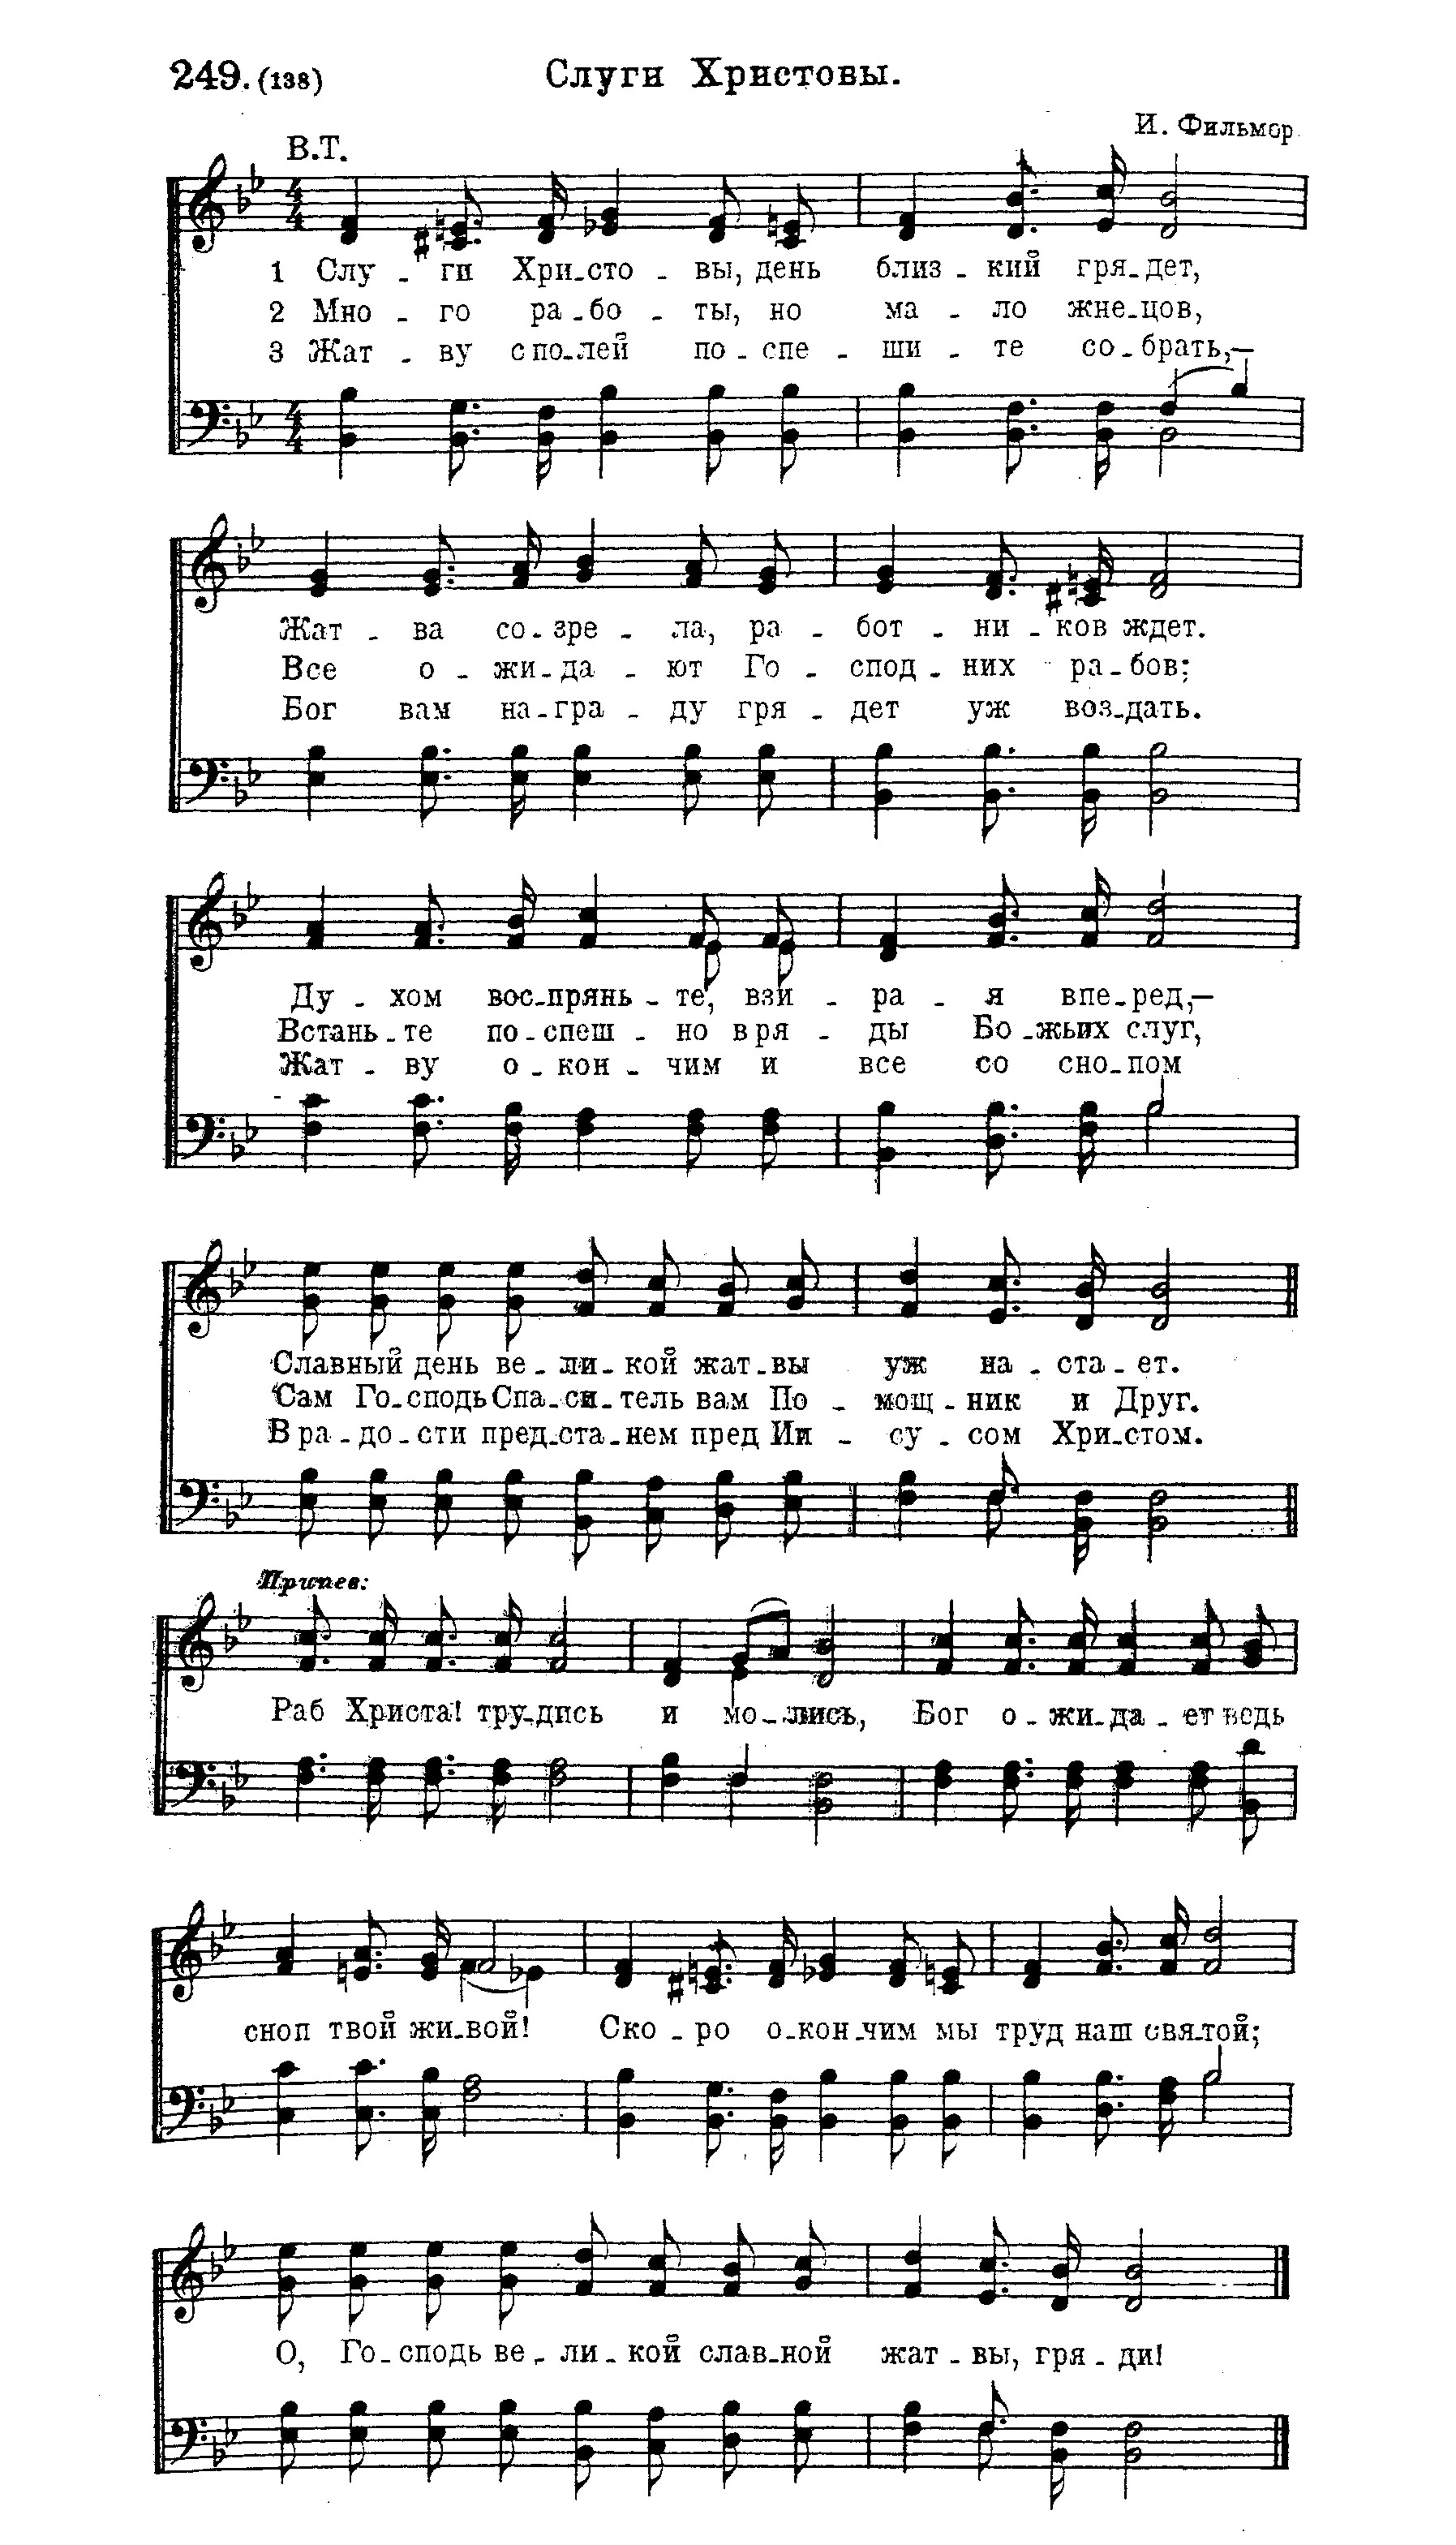 249. (138) Слуги Христовы.
И. Фильмор
В.Т.
1 Слу - ги Хри-сто - вы, день близ - кий гря-дет,
2 Мно - го ра-бо - ты, но ма - ло жне-цов,
3 Жат - ву с по-лей по - спе - ши - те со-брать,—
Жат - ва со-зре - ла, ра - бот - ни - ков ждет.
Все о - жи-да - ют Го - спод - них ра-бов;
Бог вам на-гра - ду гря - дет уж воз-дать.
Ду - хом вос-прянь - те, взи - ра - я впе-ред,—
Встань - те по-спеш - но в ря - ды Бо-жьих слуг,
Жат - ву о - кон - чим и все со сно-пом
Славный день ве - ли - кой жат-вы уж на - ста - ет.
Сам Го-сподь Спа-си-тель вам По - мощ - ник и Друг.
В ра-до-сти пред-ста-нем пред Ии - су - сом Хри-стом.
Припев:
Раб Христа! тру-дись и мо - лись, Бог о - жи-да - ет ведь
сноп твой жи-вой! Ско - ро о-кон-чим мы труд наш свя-той;
О, Го-сподь ве - ли - кой слав-ной жат - вы, гря - ди!